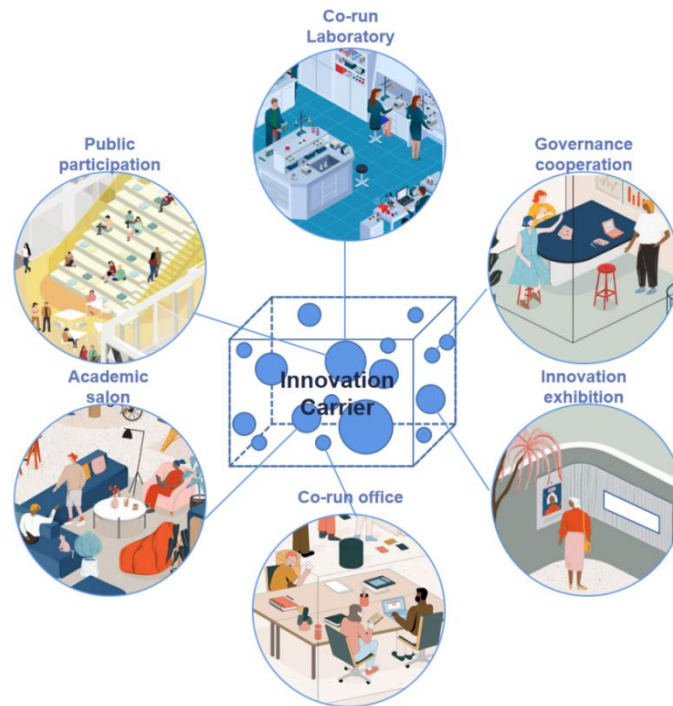 Co-run
Laboratory
Public
participation
Governance
cooperation
Innovation
Carrier
Academic
salon
Innovation
exhibition
Co-run office